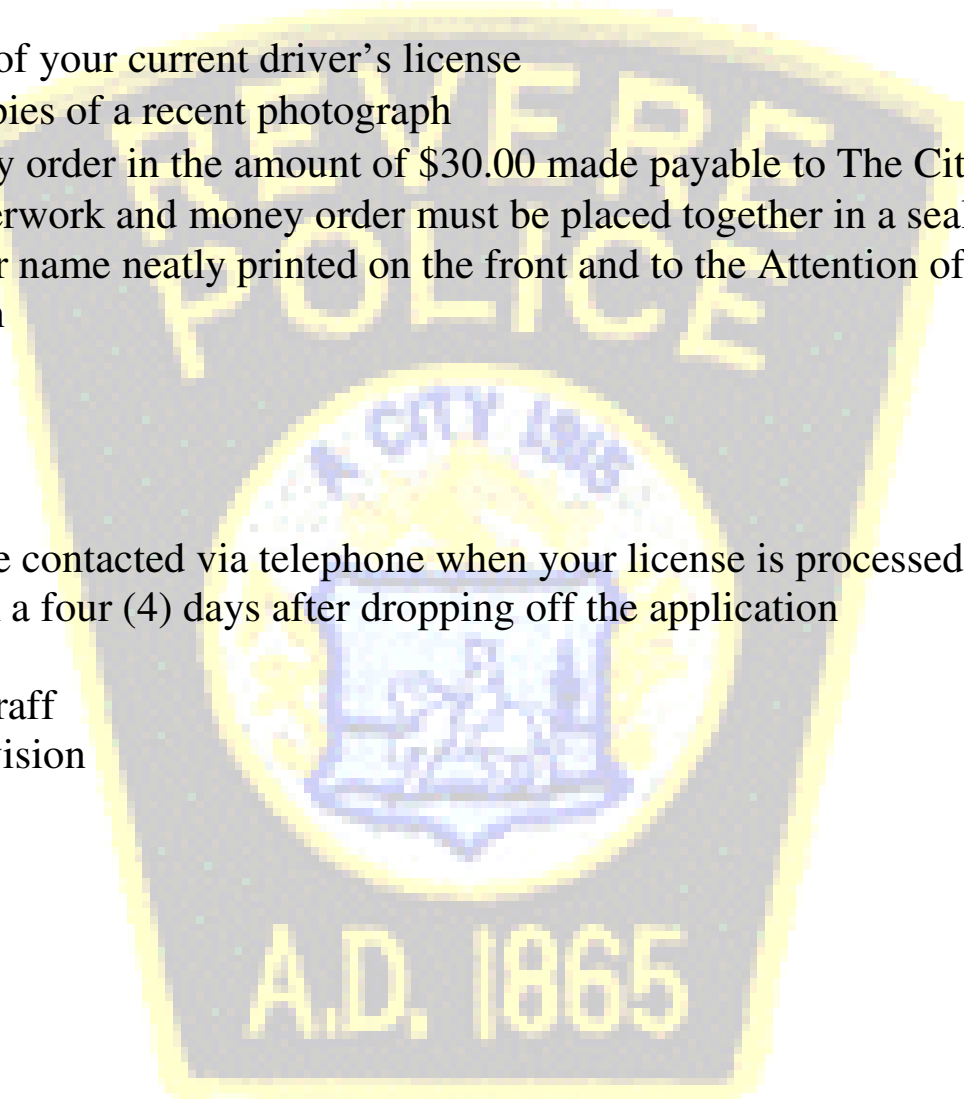 of your current driver’s license
pies of a recent photograph
y order in the amount of $30.00 made payable to The Cit
erwork and money order must be placed together in a seal
r name neatly printed on the front and to the Attention of
n
REVERE
POLICE
A CITY 1915
e contacted via telephone when your license is processed
a four (4) days after dropping off the application
raff
vision
A.D. 1865